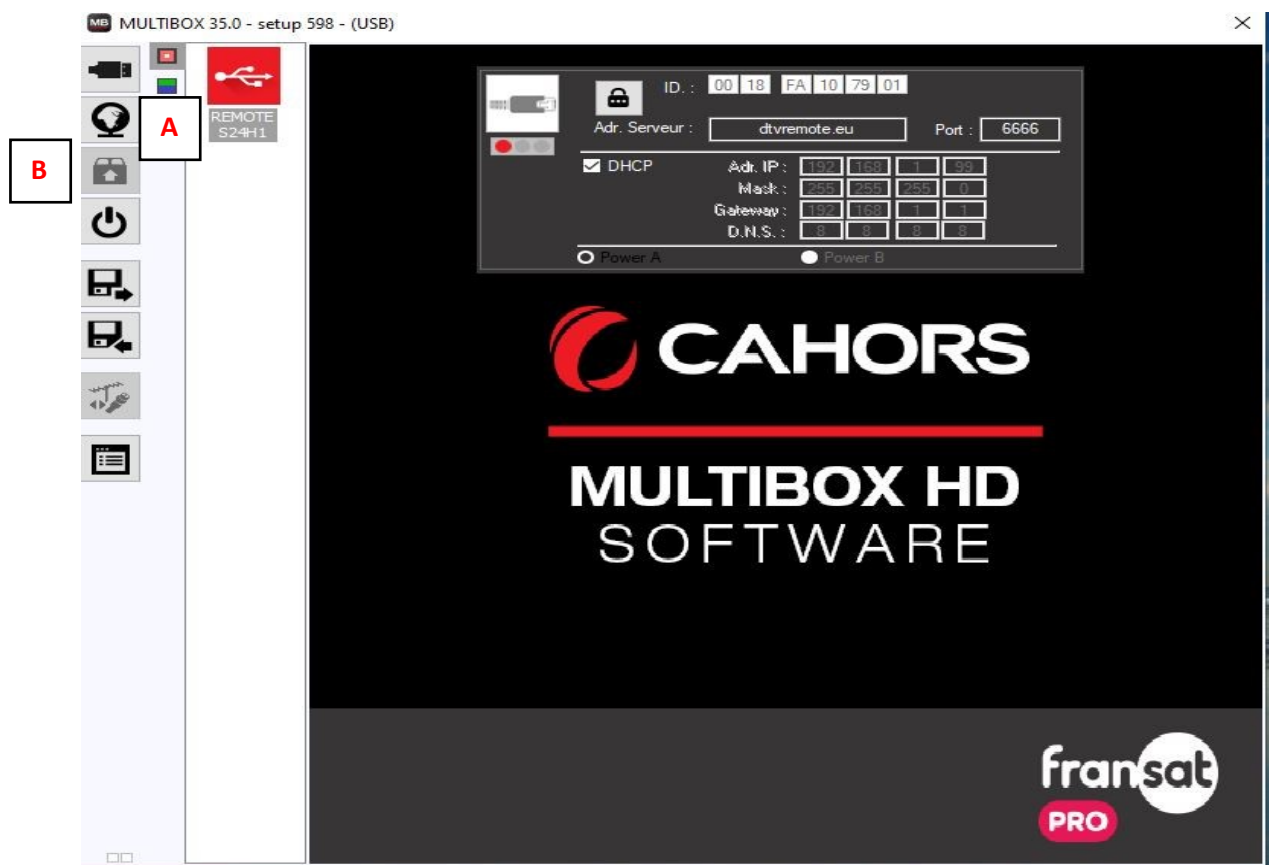 MB MULTIBOX 35.0 - setup 598 - (USB)
A
B
REMOTE
S24H1
ID. : 00 18 FA 10 79 01
Adr. Serveur : dtvremote.eu Port : 6666
DHCP Adr. IP : 192 168 1 99
Mask : 255 255 255 0
Gateway : 192 168 1 1
D.N.S. : 8 8 8 8
Power A Power B
CAHORS
MULTIBOX HD
SOFTWARE
fransat
PRO